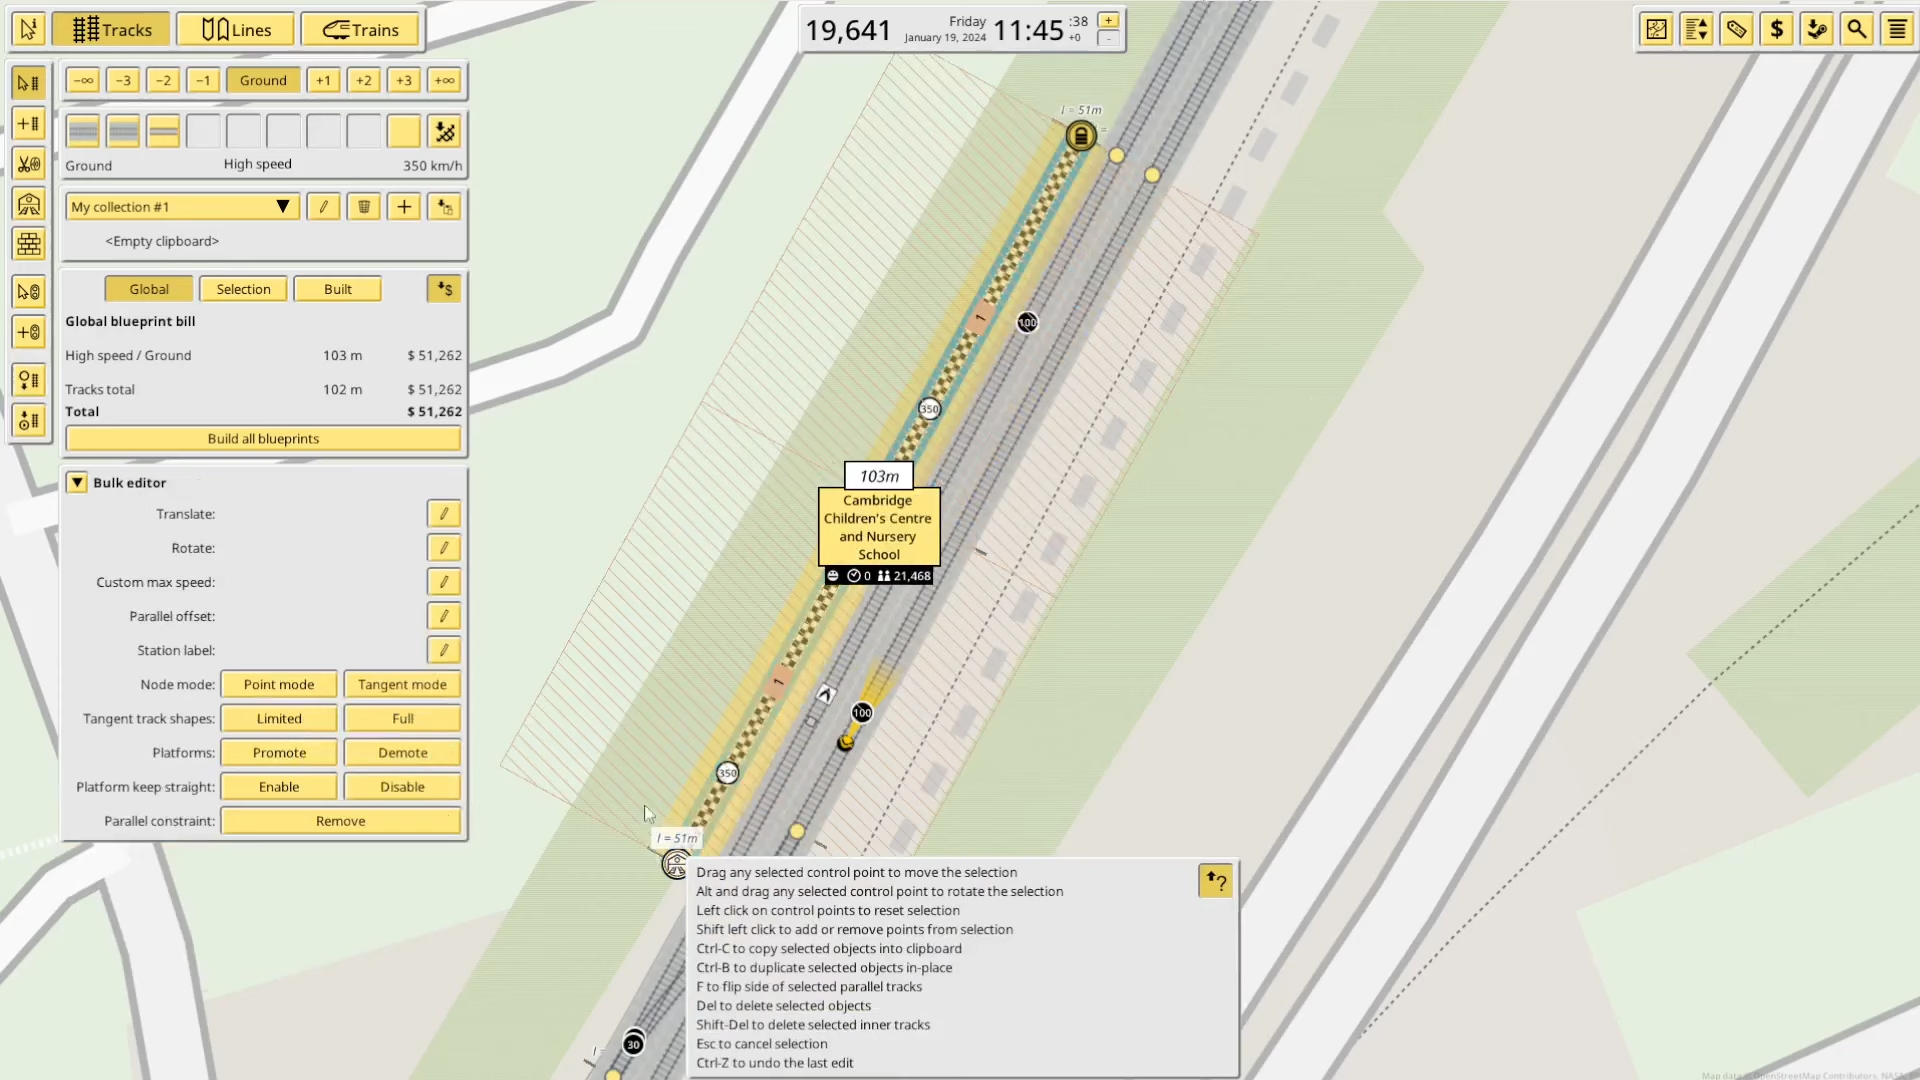 Tracks
Lines
Trains
19,641
Friday
January 19, 2024
11:45
:38
+0
+
-
$
-∞
-3
-2
-1
Ground
+1
+2
+3
+∞
Ground
High speed
350 km/h
My collection #1
<Empty clipboard>
Global
Selection
Built
$
Global blueprint bill
High speed / Ground 103 m $ 51,262
Tracks total 102 m $ 51,262
Total $ 51,262
Build all blueprints
Bulk editor
Translate:
Rotate:
Custom max speed:
Parallel offset:
Station label:
Node mode: Point mode Tangent mode
Tangent track shapes: Limited Full
Platforms: Promote Demote
Platform keep straight: Enable Disable
Parallel constraint: Remove
l = 51m
1
100
350
103m
Cambridge
Children's Centre
and Nursery
School
0 21,468
1
100
350
l = 51m
30
Drag any selected control point to move the selection
Alt and drag any selected control point to rotate the selection
Left click on control points to reset selection
Shift left click to add or remove points from selection
Ctrl-C to copy selected objects into clipboard
Ctrl-B to duplicate selected objects in-place
F to flip side of selected parallel tracks
Del to delete selected objects
Shift-Del to delete selected inner tracks
Esc to cancel selection
Ctrl-Z to undo the last edit
?